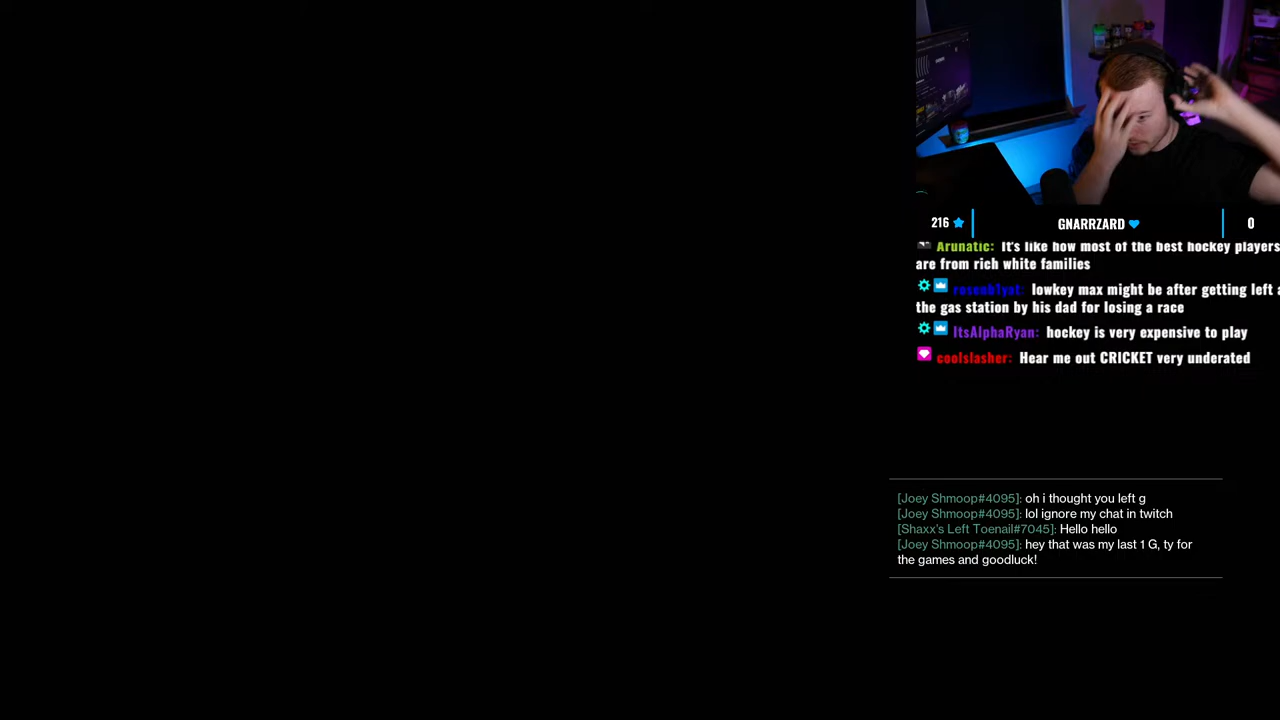 216
GNARRZARD
0
Arunatic: It's like how most of the best hockey players
are from rich white families
rosenb1yat: lowkey max might be after getting left a
the gas station by his dad for losing a race
ItsAlphaRyan: hockey is very expensive to play
coolslasher: Hear me out CRICKET very underated
[Joey Shmoop#4095]: oh i thought you left g
[Joey Shmoop#4095]: lol ignore my chat in twitch
[Shaxx's Left Toenail#7045]: Hello hello
[Joey Shmoop#4095]: hey that was my last 1 G, ty for
the games and goodluck!